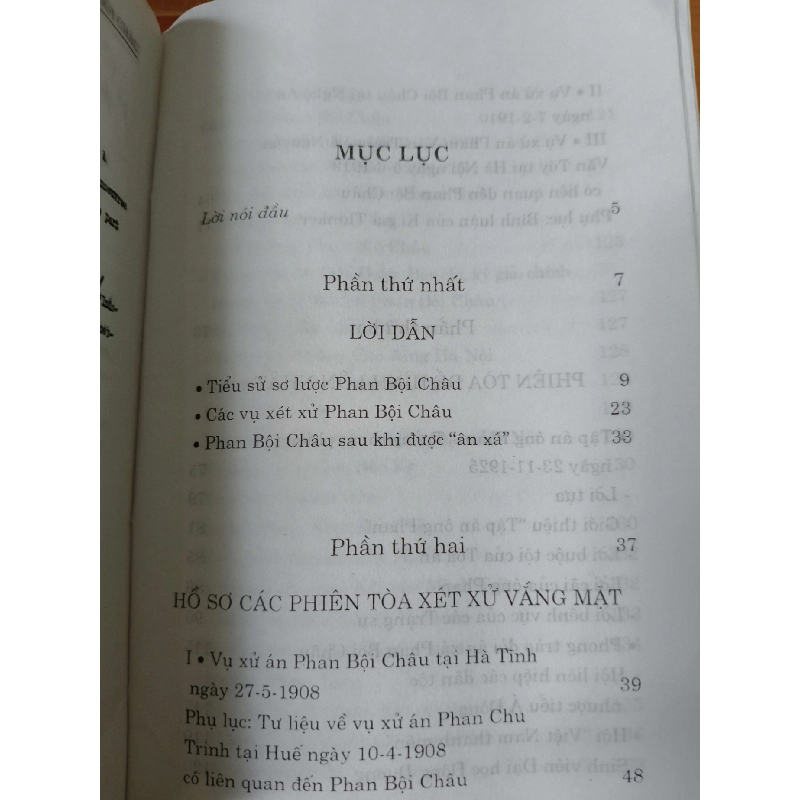 MỤC LỤC
Lời nói đầu 5
Phần thứ nhất 7
LỜI DẪN
• Tiểu sử sơ lược Phan Bội Châu 9
• Các vụ xét xử Phan Bội Châu 23
• Phan Bội Châu sau khi được “ân xá” 33
Phần thứ hai 37
HỒ SƠ CÁC PHIÊN TÒA XÉT XỬ VẮNG MẶT
I • Vụ xử án Phan Bội Châu tại Hà Tĩnh
ngày 27-5-1908 39
Phụ lục: Tư liệu về vụ xử án Phan Chu
Trinh tại Huế ngày 10-4-1908
có liên quan đến Phan Bội Châu 48